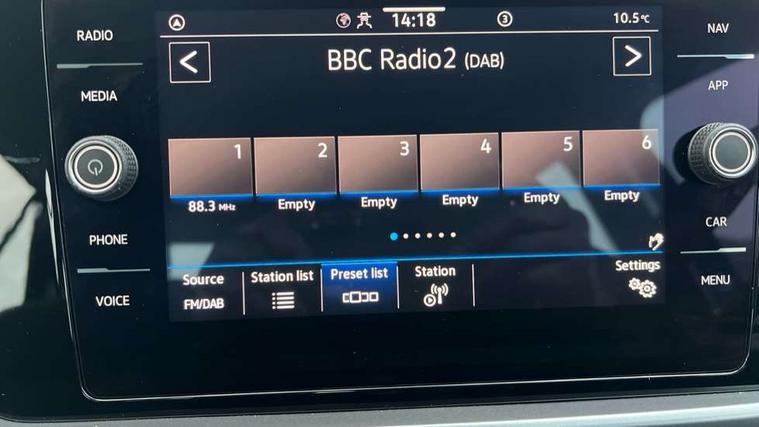 RADIO
MEDIA
PHONE
VOICE
3
14:18
10.5°C
BBC Radio2 (DAB)
1 2 3 4 5 6
88.3 MHz Empty Empty Empty Empty Empty
Source Station list Preset list Station Settings
FM/DAB
NAV
APP
CAR
MENU